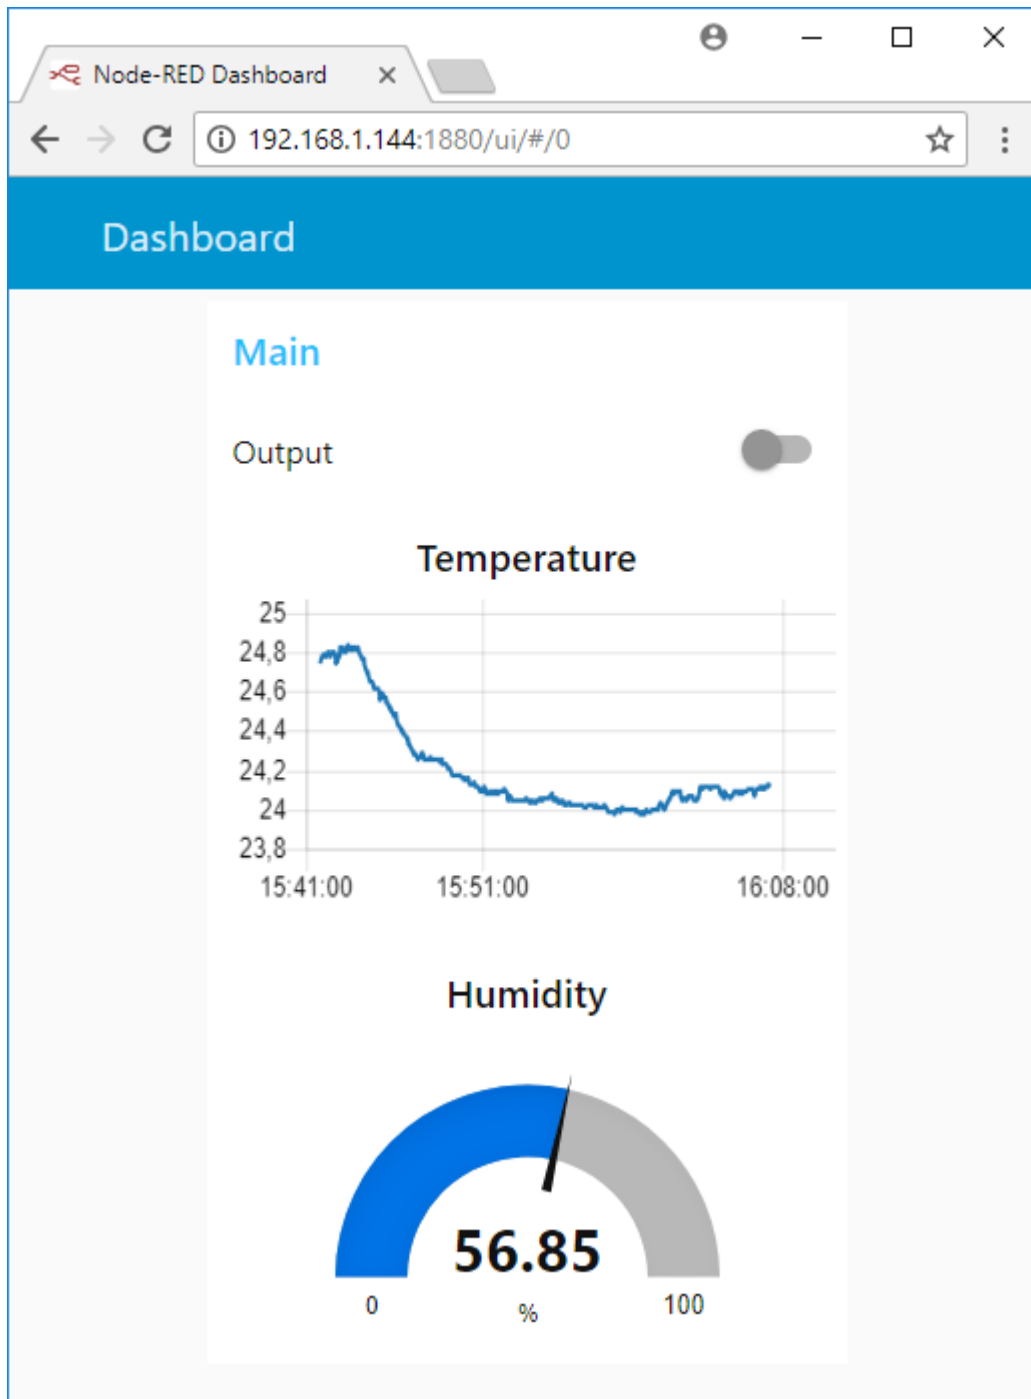 Node-RED Dashboard
192.168.1.144:1880/ui/#/0
Dashboard
Main
Output
Temperature
25
24,8
24,6
24,4
24,2
24
23,8
15:41:00 15:51:00 16:08:00
Humidity
56.85
0 % 100